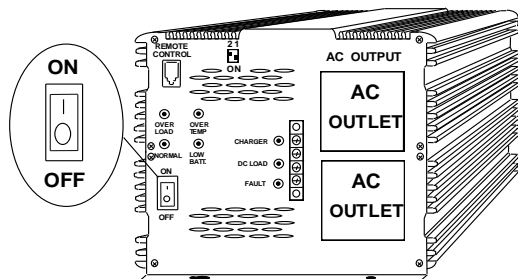 ON
OFF
REMOTE
CONTROL
2 1
ON
AC OUTPUT
AC
OUTLET
OVER
LOAD
OVER
TEMP
NORMAL
LOW
BATT.
ON
OFF
CHARGER
DC LOAD
FAULT
AC
OUTLET